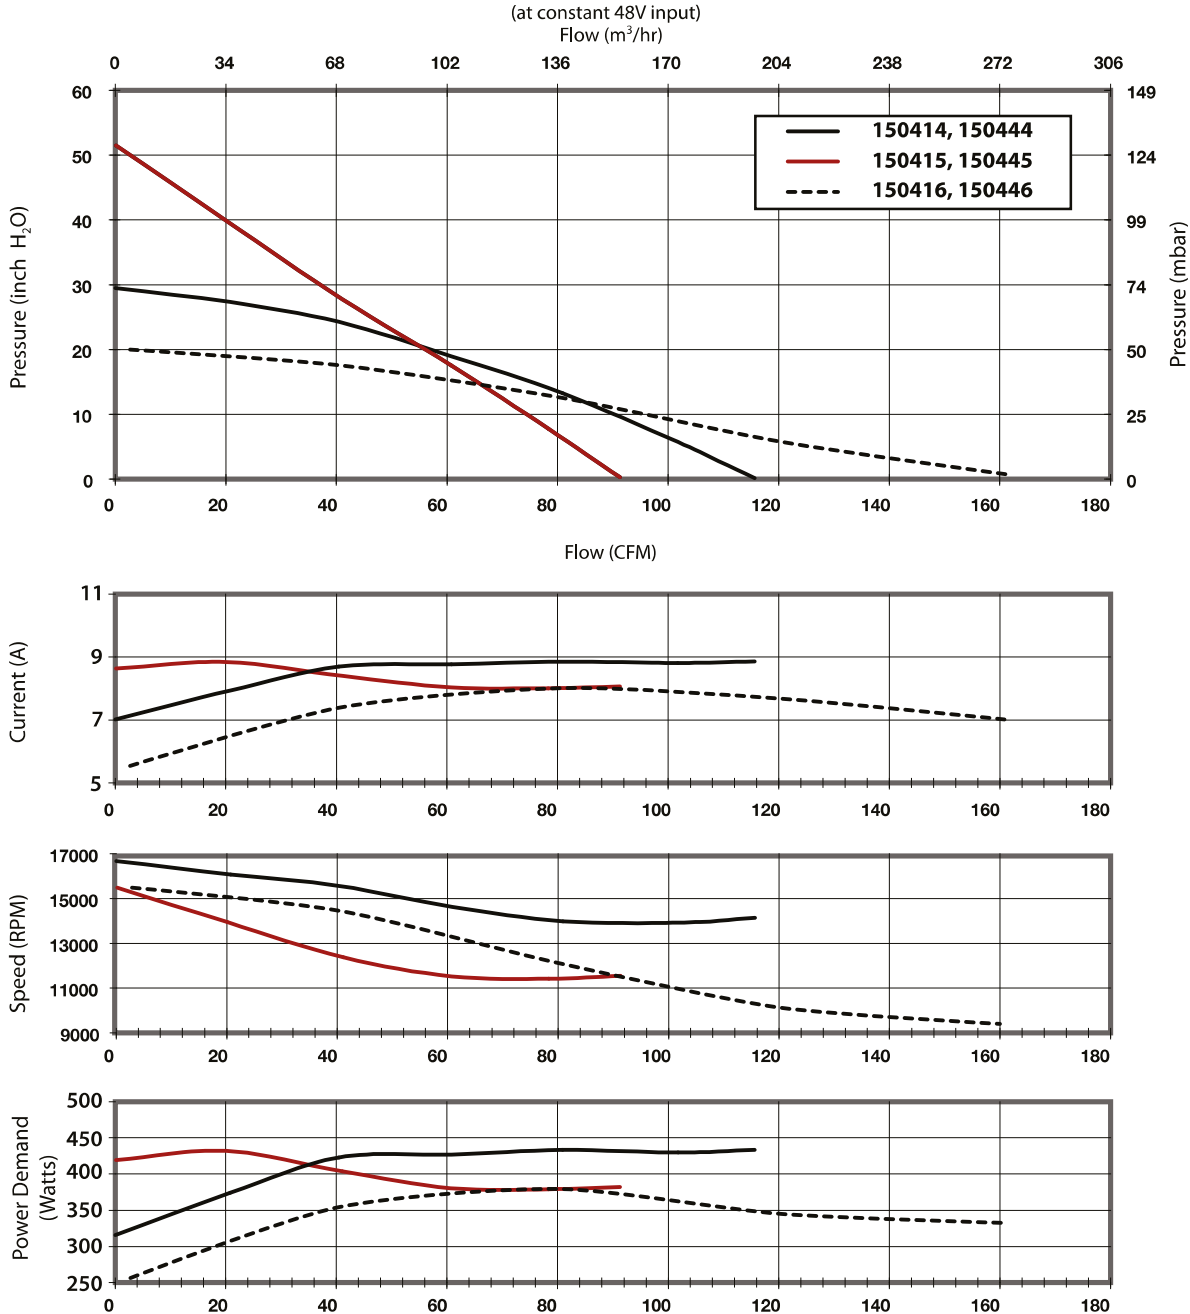 (at constant 48V input)
Flow (m³/hr)
0 34 68 102 136 170 204 238 272 306
60 149
50 124
40 99
30 74
20 50
10 25
0 0
Pressure (inch H₂O)
Pressure (mbar)
150414, 150444
150415, 150445
150416, 150446
0 20 40 60 80 100 120 140 160 180
Flow (CFM)
Current (A)
11
9
7
5
0 20 40 60 80 100 120 140 160 180
Speed (RPM)
17000
15000
13000
11000
9000
0 20 40 60 80 100 120 140 160 180
Power Demand
(Watts)
500
450
400
350
300
250
0 20 40 60 80 100 120 140 160 180